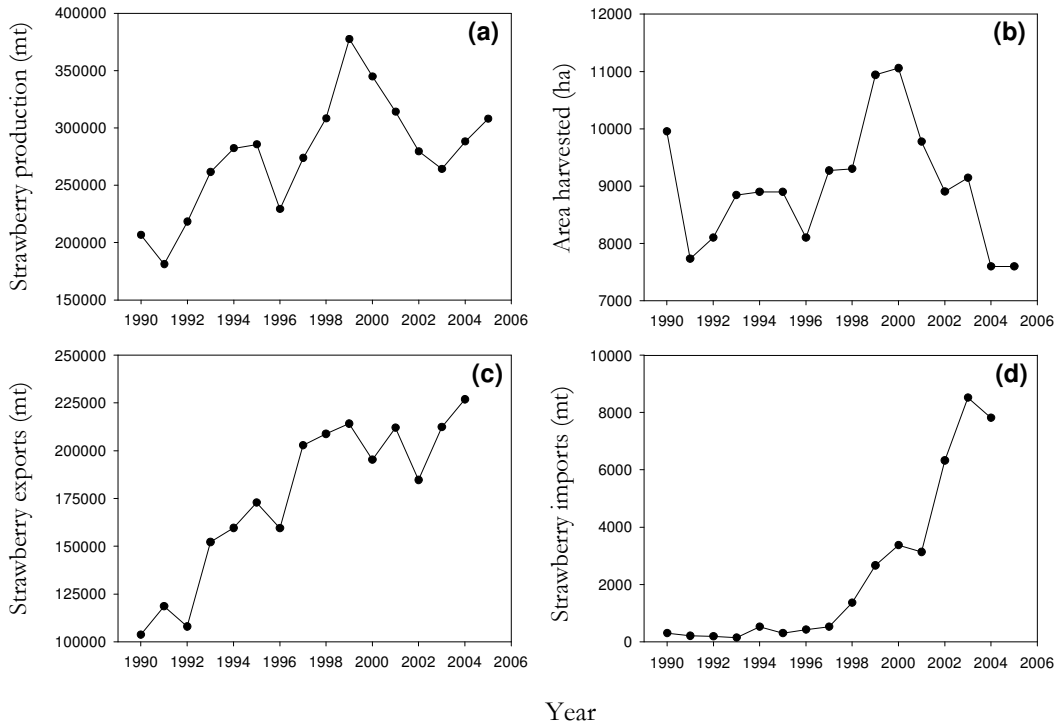 Strawberry production (mt)
400000
350000
300000
250000
200000
150000
(a)
1990 1992 1994 1996 1998 2000 2002 2004 2006
Area harvested (ha)
12000
11000
10000
9000
8000
7000
(b)
1990 1992 1994 1996 1998 2000 2002 2004 2006
Strawberry exports (mt)
250000
225000
200000
175000
150000
125000
100000
(c)
1990 1992 1994 1996 1998 2000 2002 2004 2006
Strawberry imports (mt)
10000
8000
6000
4000
2000
0
(d)
1990 1992 1994 1996 1998 2000 2002 2004 2006
Year